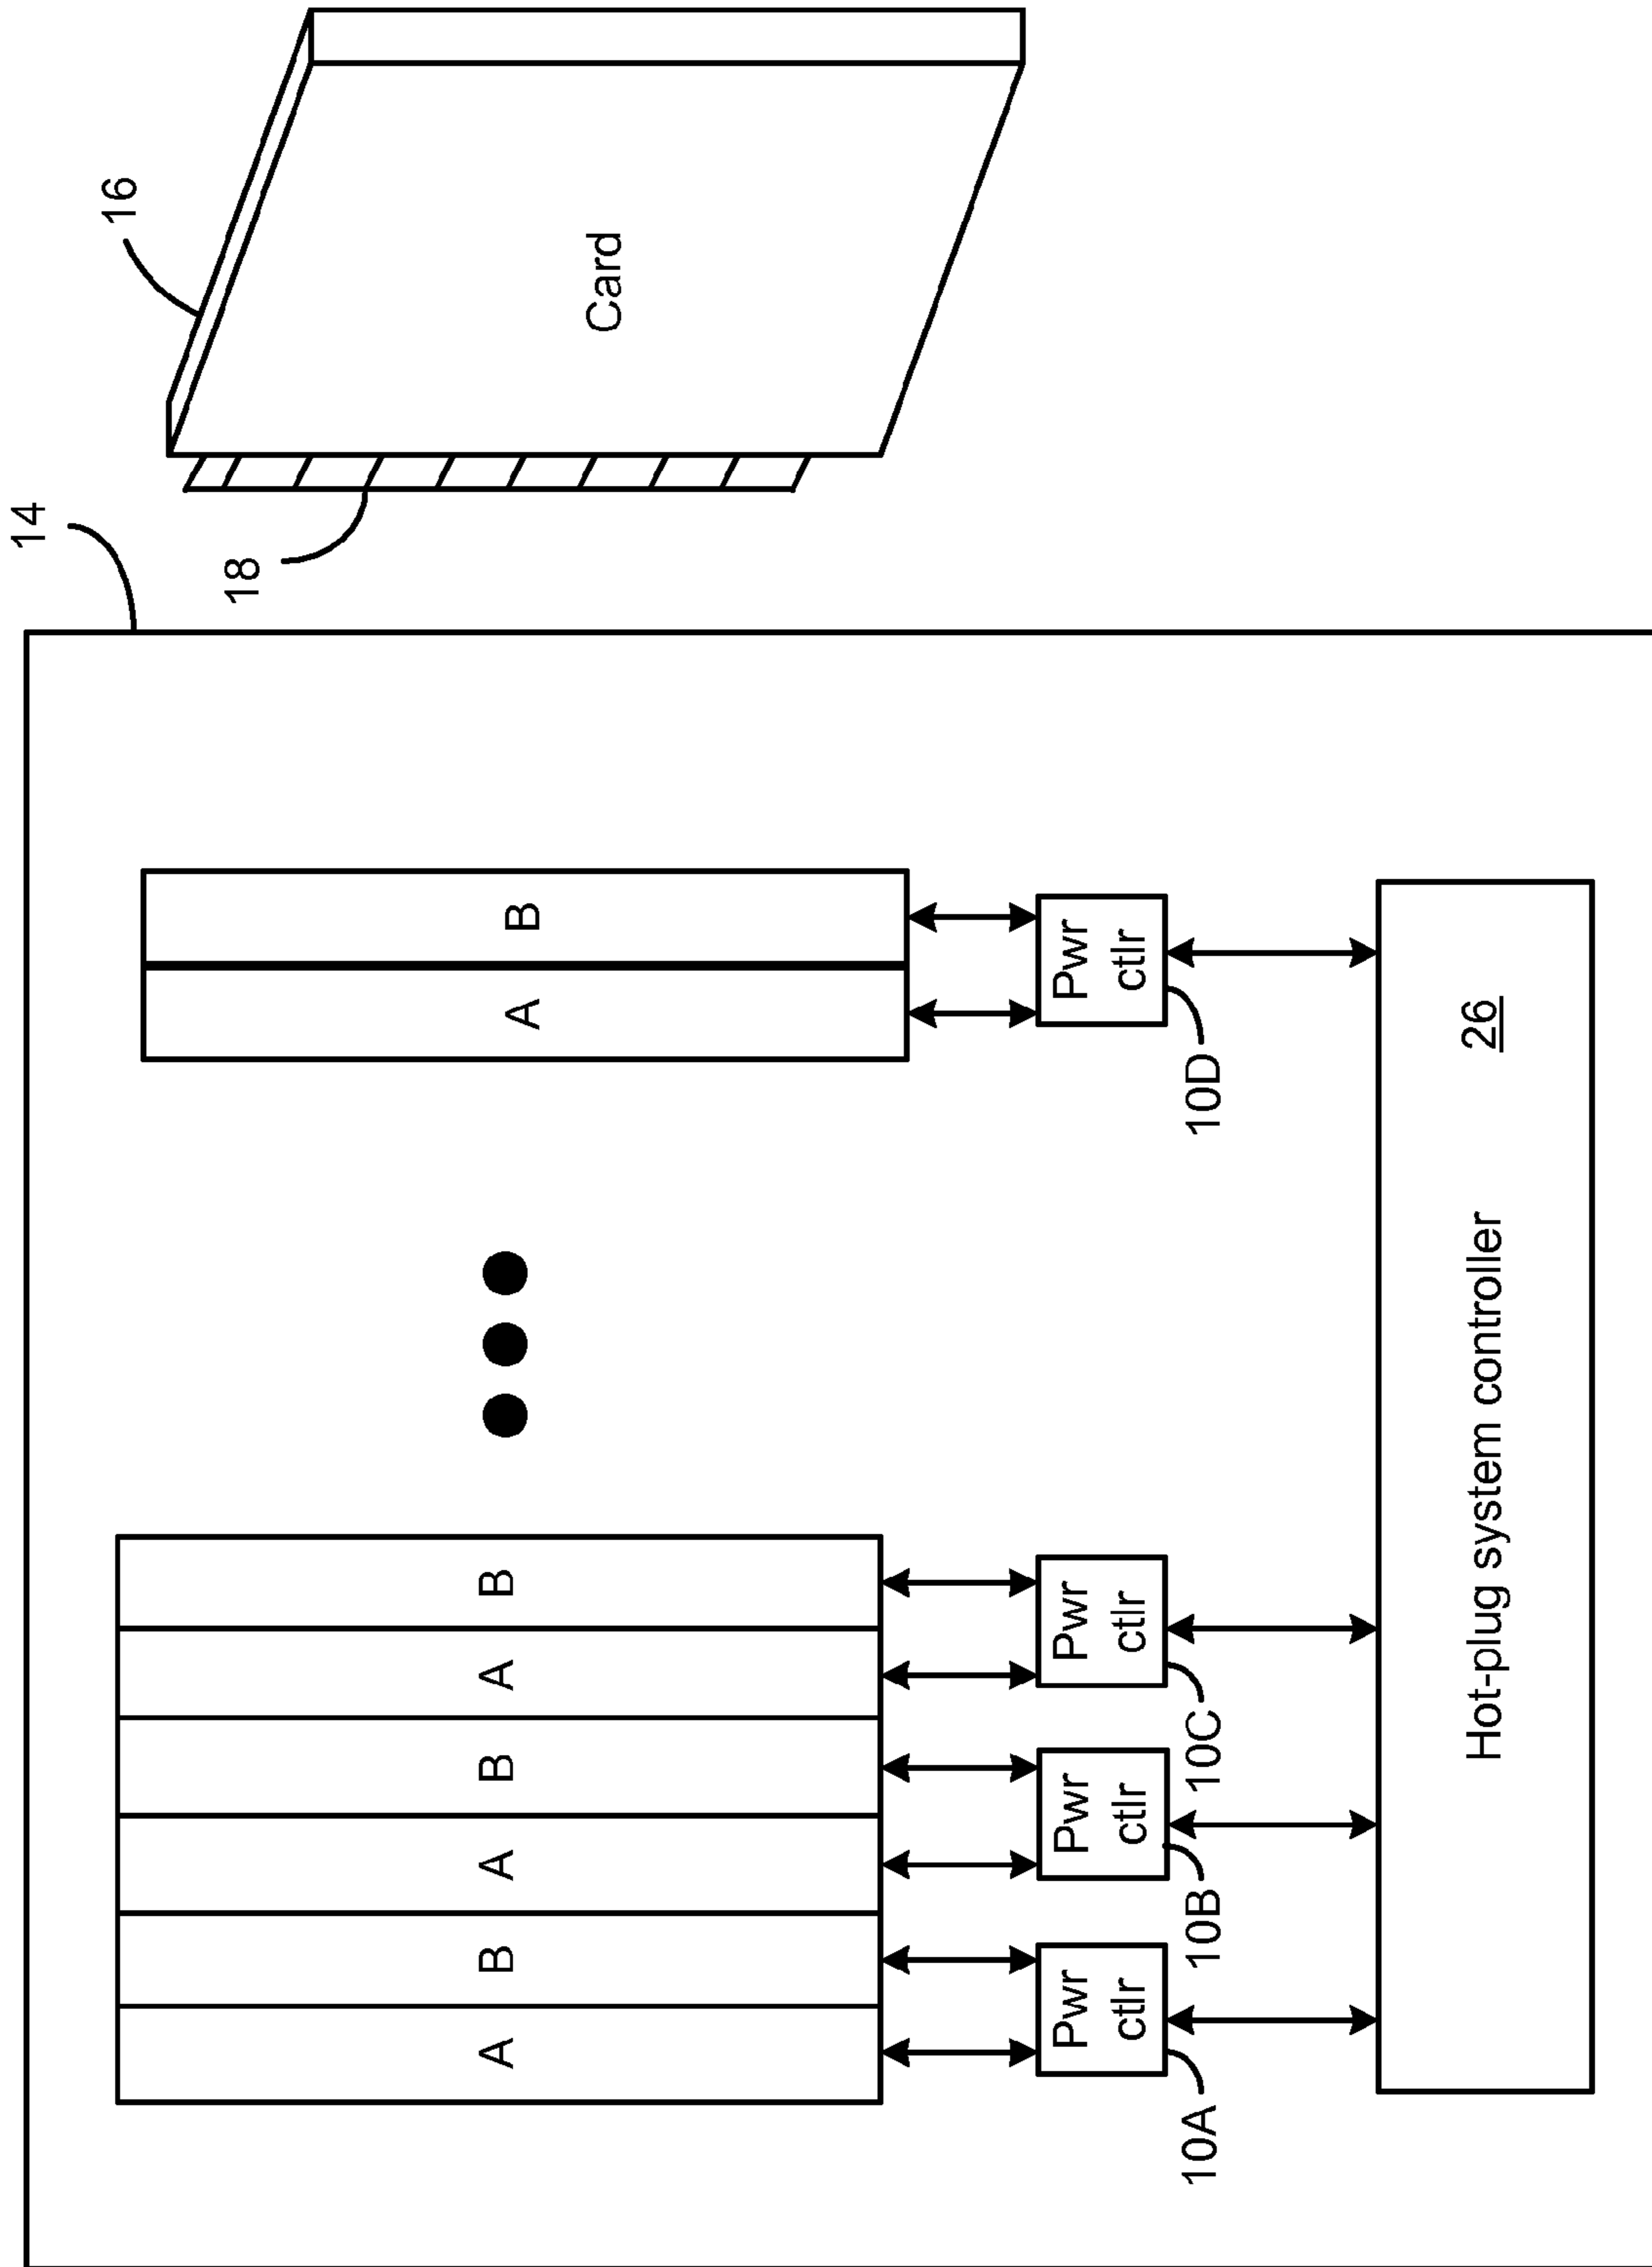 14
16
18
Card
A
B
A
B
A
B
A
B
Pwr
ctlr
Pwr
ctlr
Pwr
ctlr
Pwr
ctlr
10A
10B
10C
10D
Hot-plug system controller
26